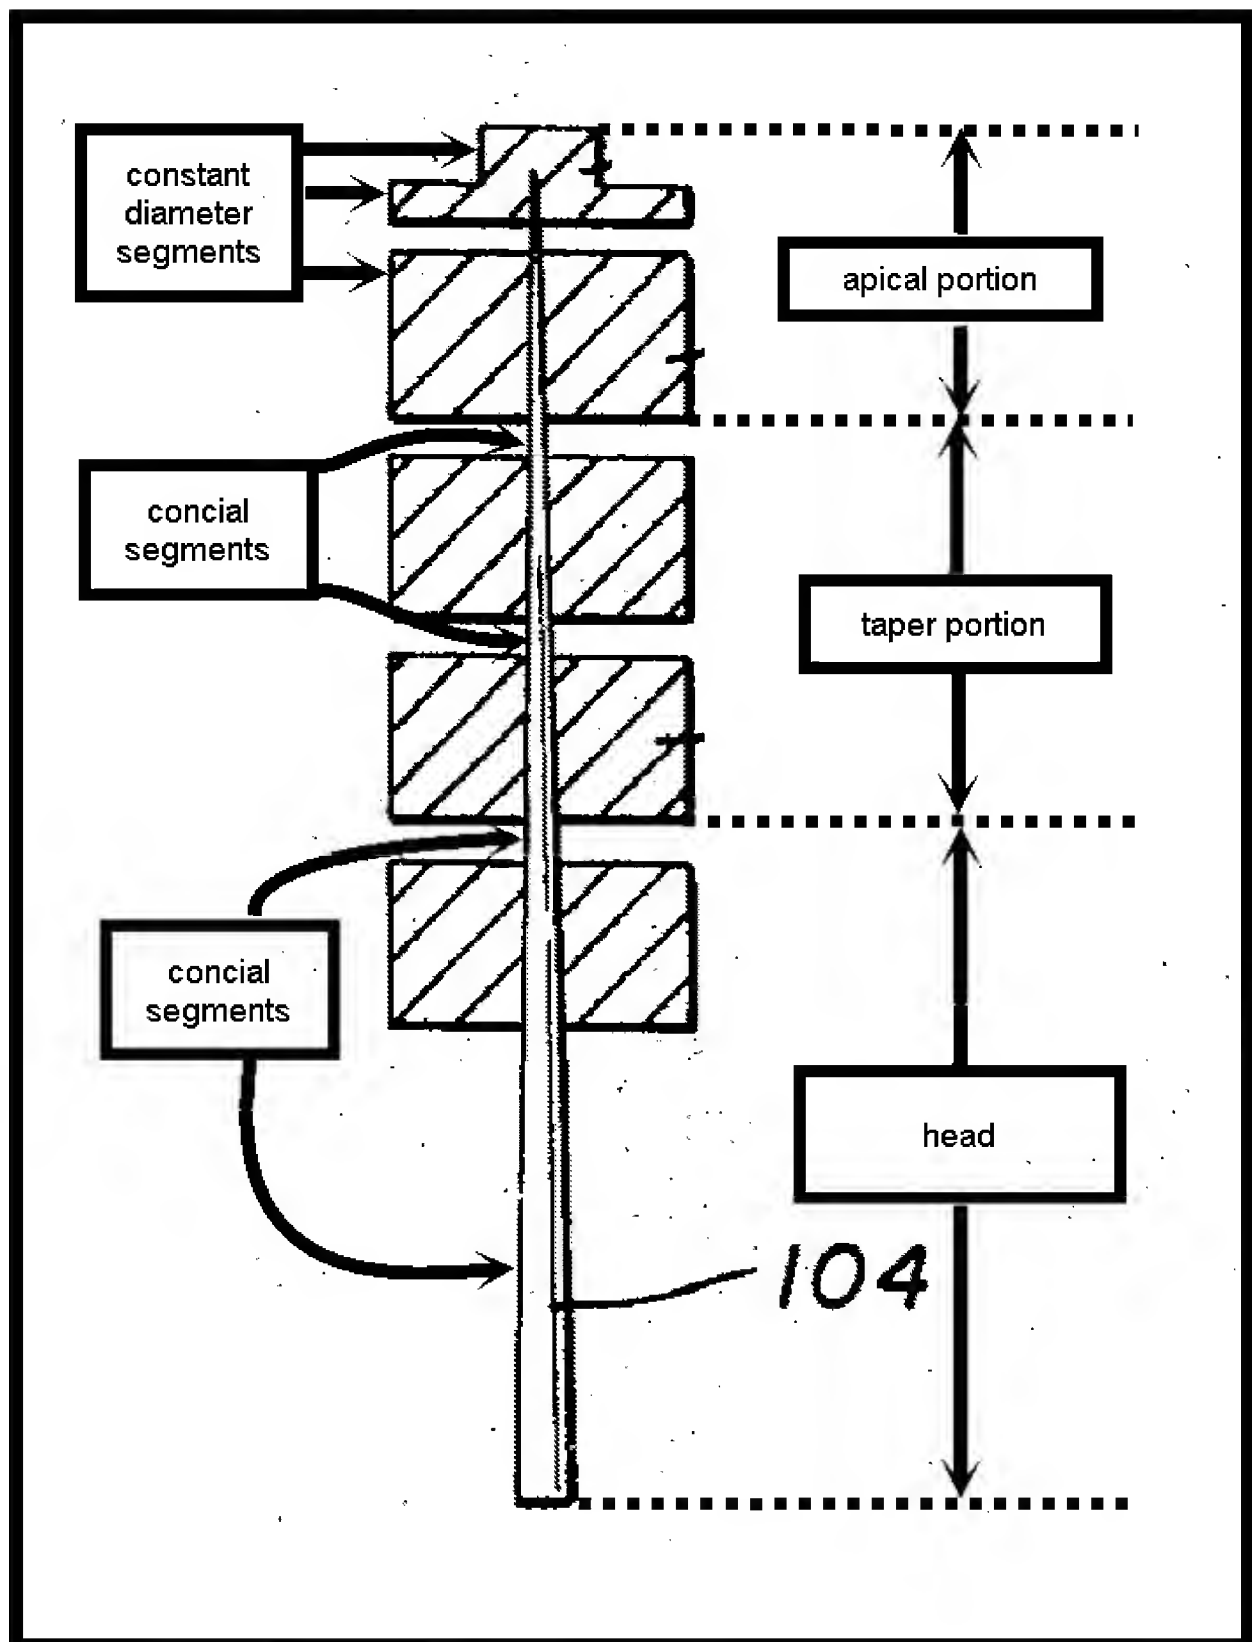 constant
diameter
segments
apical portion
concial
segments
taper portion
concial
segments
head
104